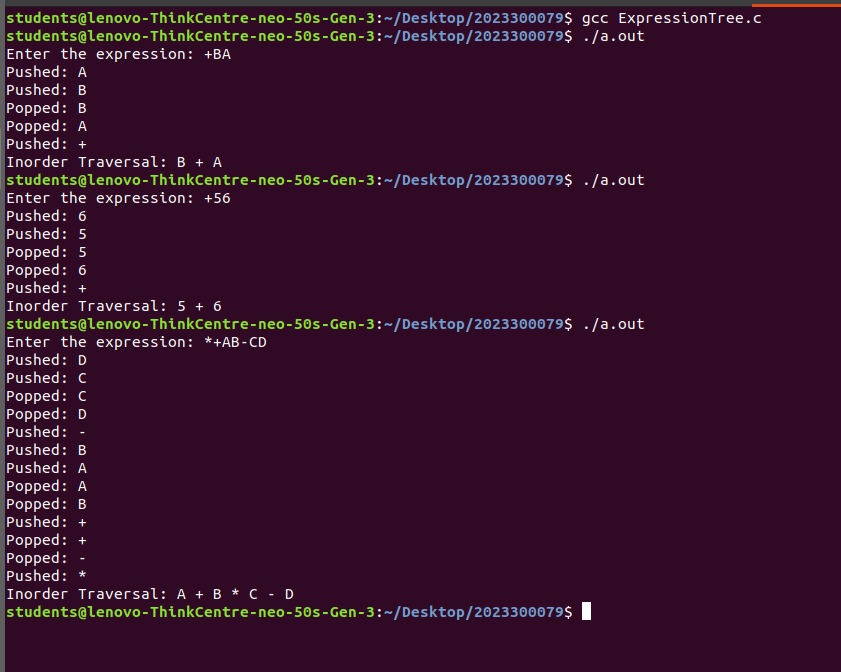 students@lenovo-ThinkCentre-neo-50s-Gen-3:~/Desktop/2023300079$ gcc ExpressionTree.c
students@lenovo-ThinkCentre-neo-50s-Gen-3:~/Desktop/2023300079$ ./a.out
Enter the expression: +BA
Pushed: A
Pushed: B
Popped: B
Popped: A
Pushed: +
Inorder Traversal: B + A
students@lenovo-ThinkCentre-neo-50s-Gen-3:~/Desktop/2023300079$ ./a.out
Enter the expression: +56
Pushed: 6
Pushed: 5
Popped: 5
Popped: 6
Pushed: +
Inorder Traversal: 5 + 6
students@lenovo-ThinkCentre-neo-50s-Gen-3:~/Desktop/2023300079$ ./a.out
Enter the expression: *+AB-CD
Pushed: D
Pushed: C
Popped: C
Popped: D
Pushed: -
Pushed: B
Pushed: A
Popped: A
Popped: B
Pushed: +
Popped: +
Popped: -
Pushed: *
Inorder Traversal: A + B * C - D
students@lenovo-ThinkCentre-neo-50s-Gen-3:~/Desktop/2023300079$